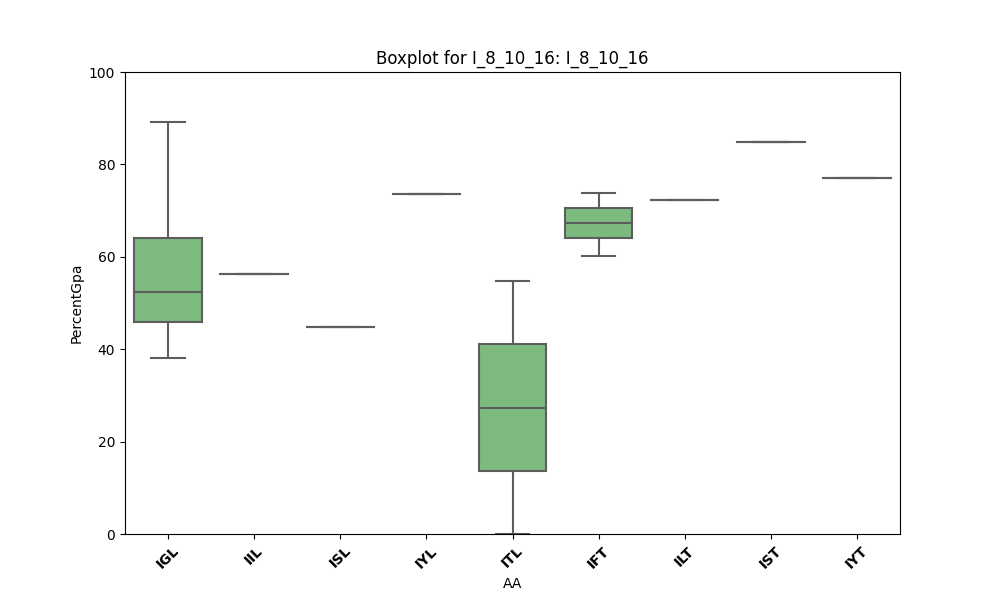 Boxplot for I_8_10_16: I_8_10_16
100
80
60
40
20
0
PercentGpa
IGL
IIL
ISL
IYL
ITL
IFT
ILT
IST
IYT
AA